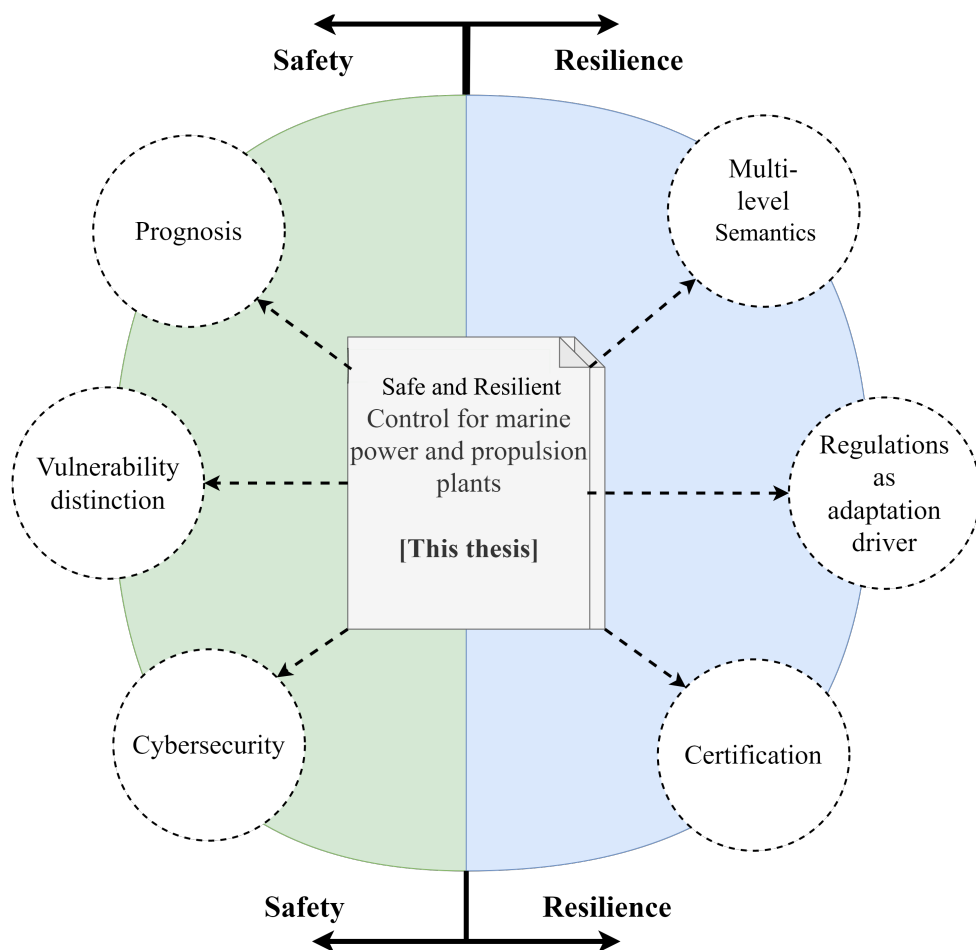 Safety
Resilience
Prognosis
Multi-
level
Semantics
Safe and Resilient
Control for marine
power and propulsion
plants
[This thesis]
Vulnerability
distinction
Regulations
as
adaptation
driver
Cybersecurity
Certification
Safety
Resilience